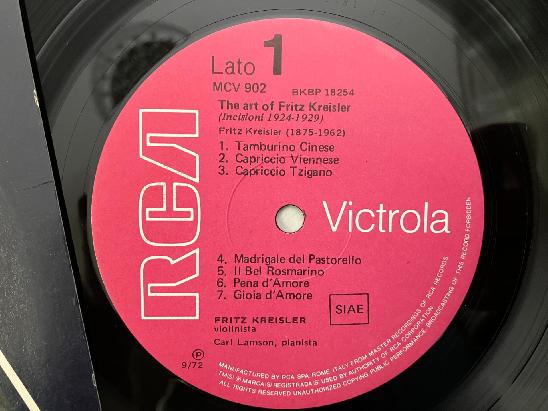 Lato 1
MCV 902 BKBP 18254
The art of Fritz Kreisler
(Incisioni 1924-1929)
Fritz Kreisler (1875-1962)
1. Tamburino Cinese
2. Capriccio Viennese
3. Capriccio Tzigano
RCA Victrola
4. Madrigale del Pastorello
5. Il Bel Rosmarino
6. Pena d'Amore
7. Gioia d'Amore
SIAE
FRITZ KREISLER
violinista
Carl Lamson, pianista
Ⓟ
9/72
MANUFACTURED BY RCA SPA, ROME, ITALY FROM MASTER RECORDINGS OF RCA RECORDS
TM(S) ® MARCA(S) REGISTRADA(S) USED BY AUTHORITY OF RCA CORPORATION
ALL RIGHTS RESERVED UNAUTHORIZED COPYING PUBLIC PERFORMANCE, BROADCASTING OF THIS RECORD FORBIDDEN